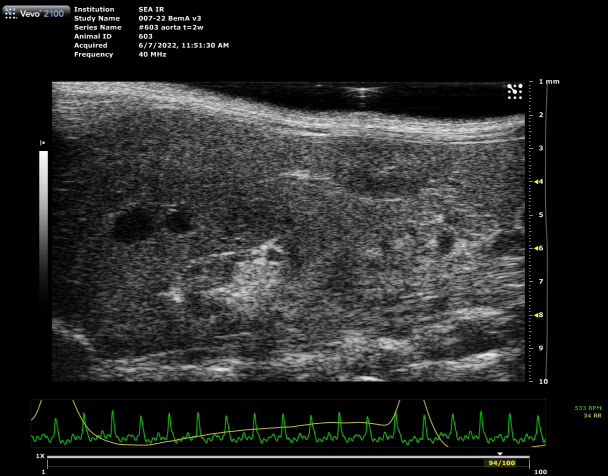 Vevo 2100
Institution SEA IR
Study Name 007-22 BemA v3
Series Name #603 aorta t=2w
Animal ID 603
Acquired 6/7/2022, 11:51:30 AM
Frequency 40 MHz
1 mm
2
3
4
5
6
7
8
9
10
533 BPM
34 RR
1X
94/100
1 100